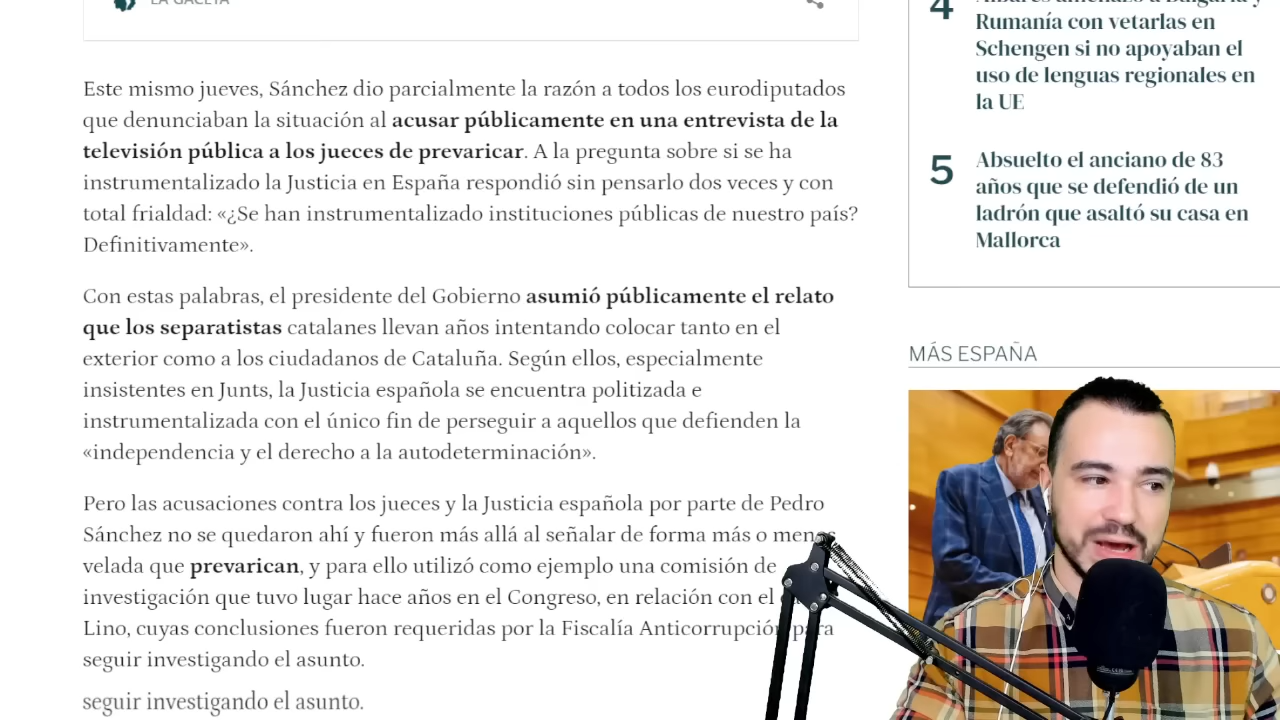 LA GACETA
Este mismo jueves, Sánchez dio parcialmente la razón a todos los eurodiputados
que denunciaban la situación al acusar públicamente en una entrevista de la
televisión pública a los jueces de prevaricar. A la pregunta sobre si se ha
instrumentalizado la Justicia en España respondió sin pensarlo dos veces y con
total frialdad: «¿Se han instrumentalizado instituciones públicas de nuestro país?
Definitivamente».
Con estas palabras, el presidente del Gobierno asumió públicamente el relato
que los separatistas catalanes llevan años intentando colocar tanto en el
exterior como a los ciudadanos de Cataluña. Según ellos, especialmente
insistentes en Junts, la Justicia española se encuentra politizada e
instrumentalizada con el único fin de perseguir a aquellos que defienden la
«independencia y el derecho a la autodeterminación».
Pero las acusaciones contra los jueces y la Justicia española por parte de Pedro
Sánchez no se quedaron ahí y fueron más allá al señalar de forma más o menos
velada que prevarican, y para ello utilizó como ejemplo una comisión de
investigación que tuvo lugar hace años en el Congreso, en relación con el
Lino, cuyas conclusiones fueron requeridas por la Fiscalía Anticorrupción para
seguir investigando el asunto.
seguir investigando el asunto.
4
Albares amenazó a Bulgaria y
Rumanía con vetarlas en
Schengen si no apoyaban el
uso de lenguas regionales en
la UE
5
Absuelto el anciano de 83
años que se defendió de un
ladrón que asaltó su casa en
Mallorca
MÁS ESPAÑA